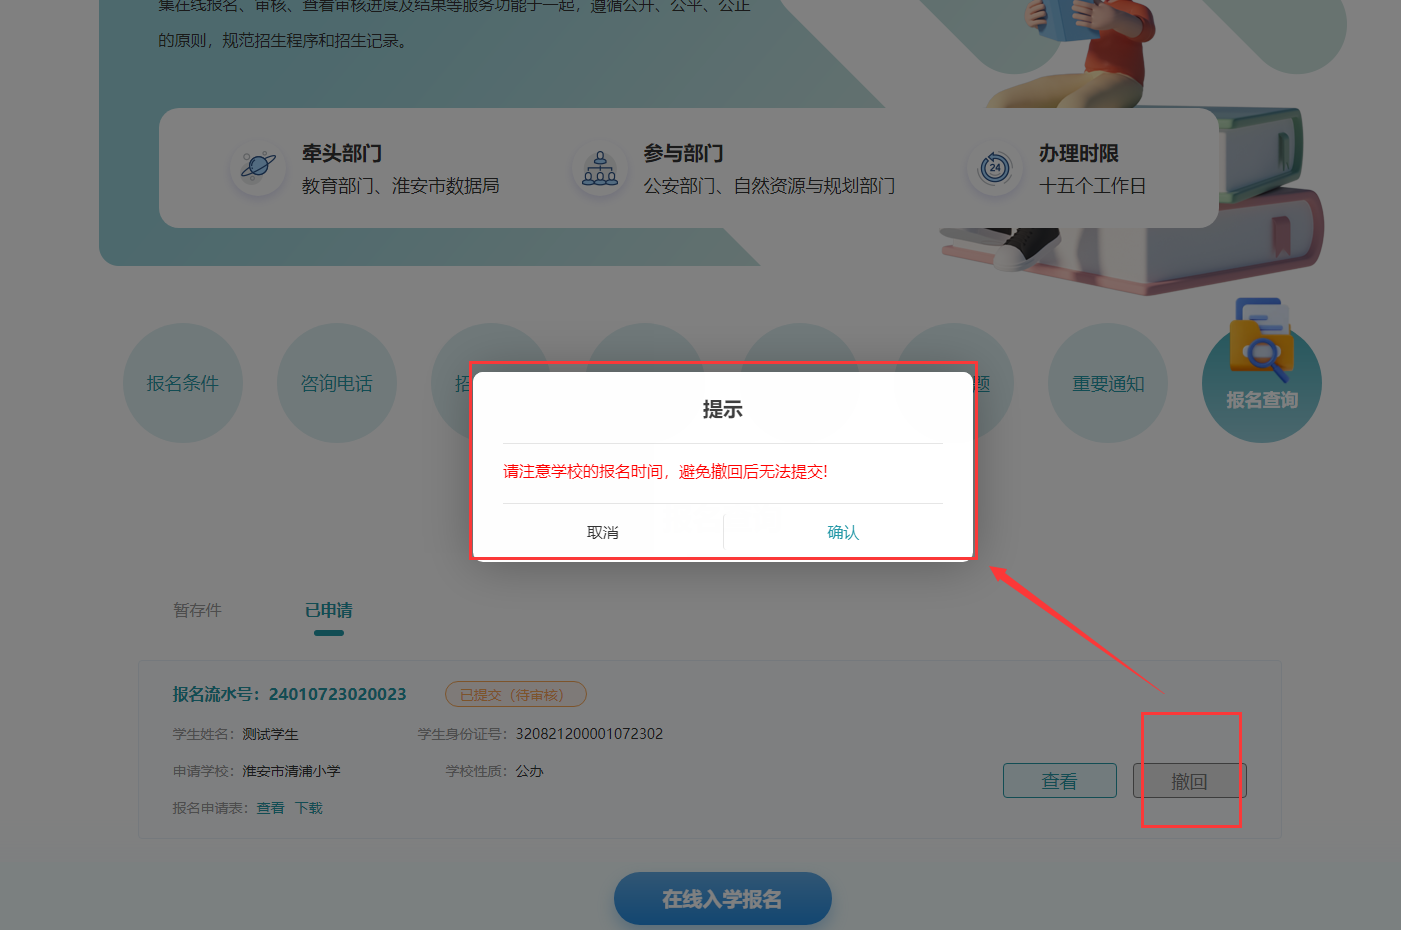 集在线报名、审核、查看审核进度及结果等服务功能于一起，遵循公开、公平、公正
的原则，规范招生程序和招生记录。
牵头部门
教育部门、淮安市数据局
参与部门
公安部门、自然资源与规划部门
24
办理时限
十五个工作日
报名条件
咨询电话
招
题
重要通知
报名查询
提示
请注意学校的报名时间，避免撤回后无法提交!
取消
确认
暂存件
已申请
报名流水号：24010723020023
已提交（待审核）
学生姓名：测试学生
学生身份证号：320821200001072302
申请学校：淮安市清浦小学
学校性质：公办
报名申请表：查看 下载
查看
撤回
在线入学报名